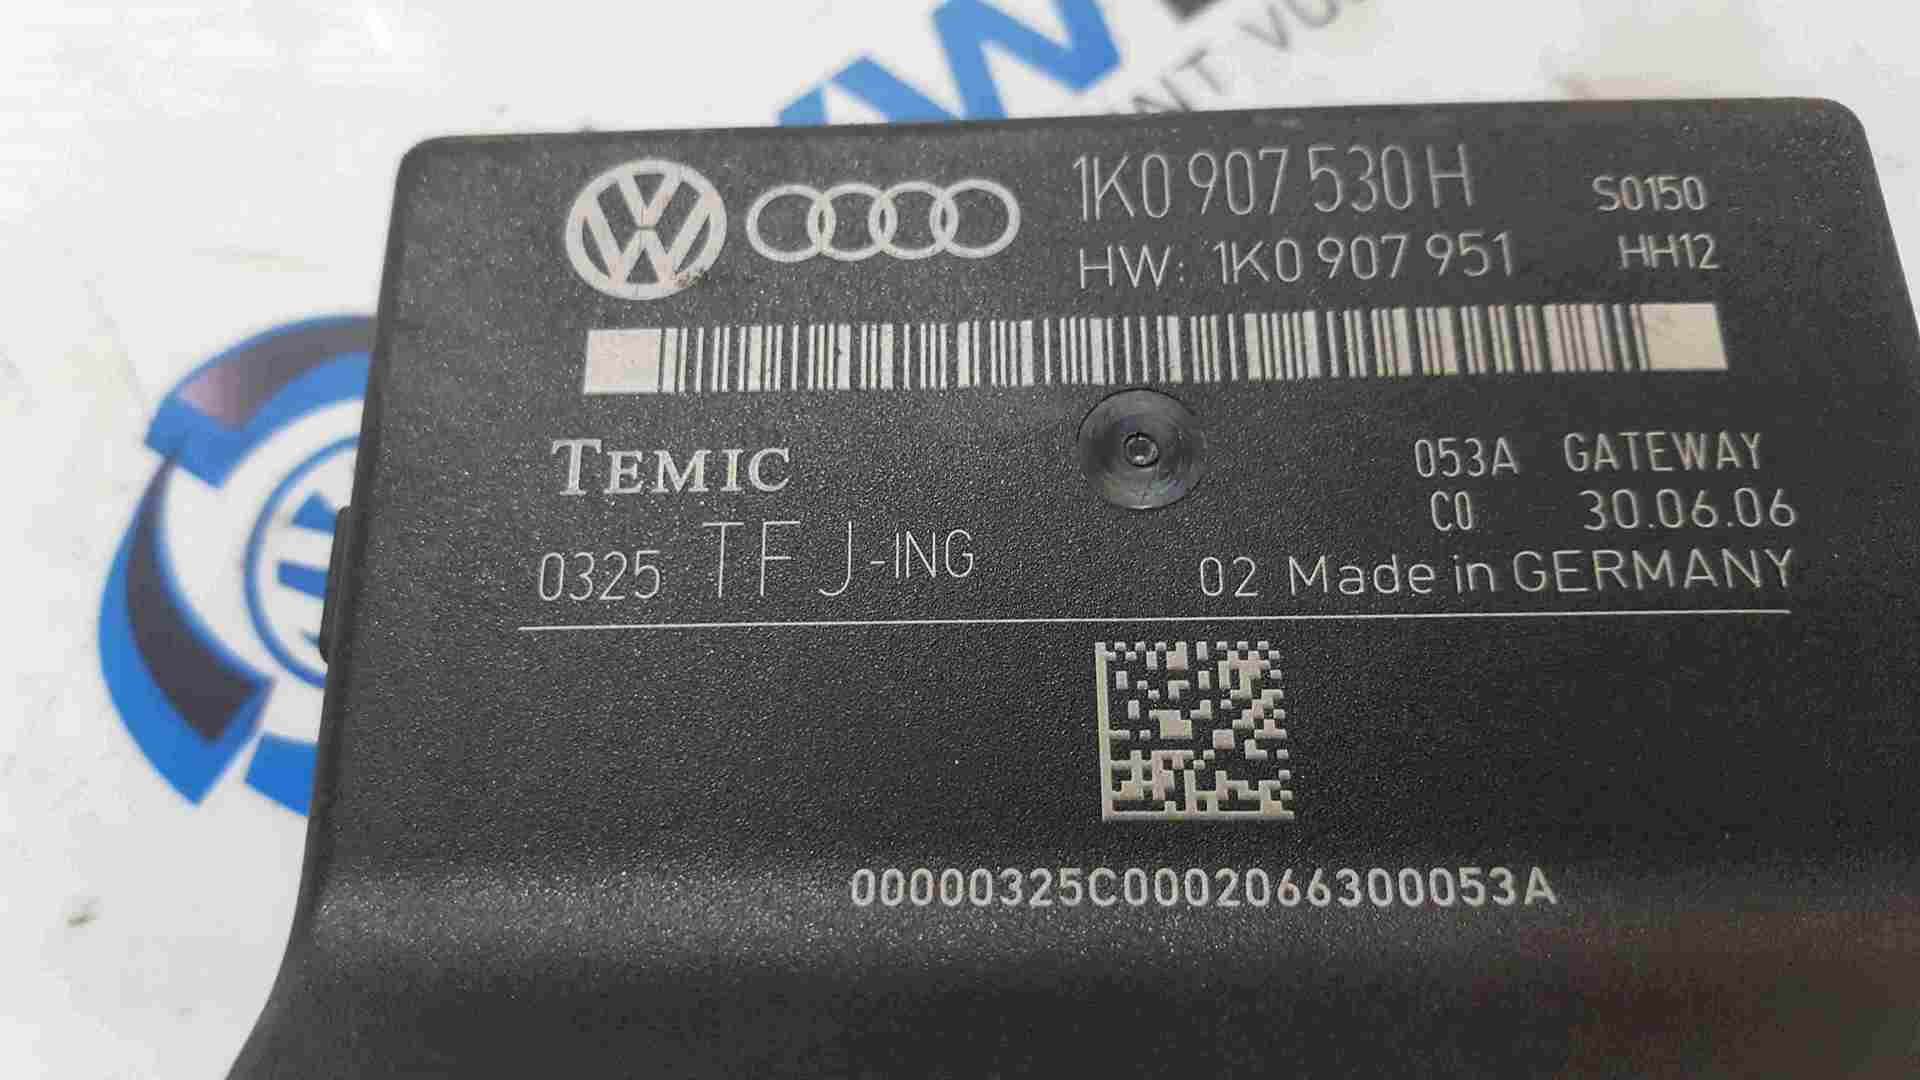 1K0 907 530 H
S0150
HW: 1K0 907 951
HH12
TEMIC
053A GATEWAY
C0 30.06.06
0325 TFJ-ING
02 Made in GERMANY
00000325C0002066300053A